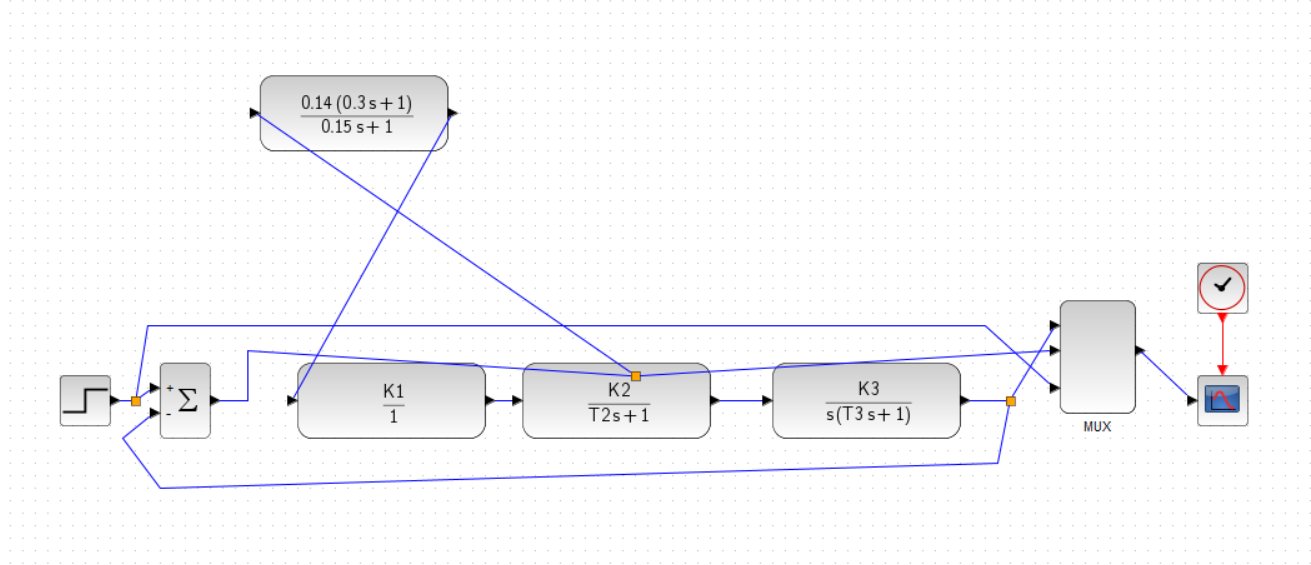 0.14 (0.3 s + 1)
0.15 s + 1
+
-
Σ
K1
1
K2
T2s + 1
K3
s(T3 s + 1)
MUX